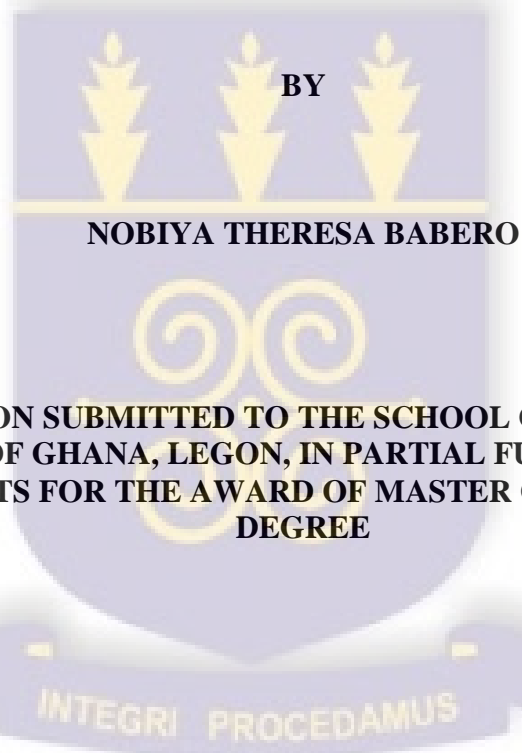 BY
NOBIYA THERESA BABERO
ON SUBMITTED TO THE SCHOOL
OF GHANA, LEGON, IN PARTIAL
TS FOR THE AWARD OF MASTER
DEGREE
INTEGRI PROCEDAMUS